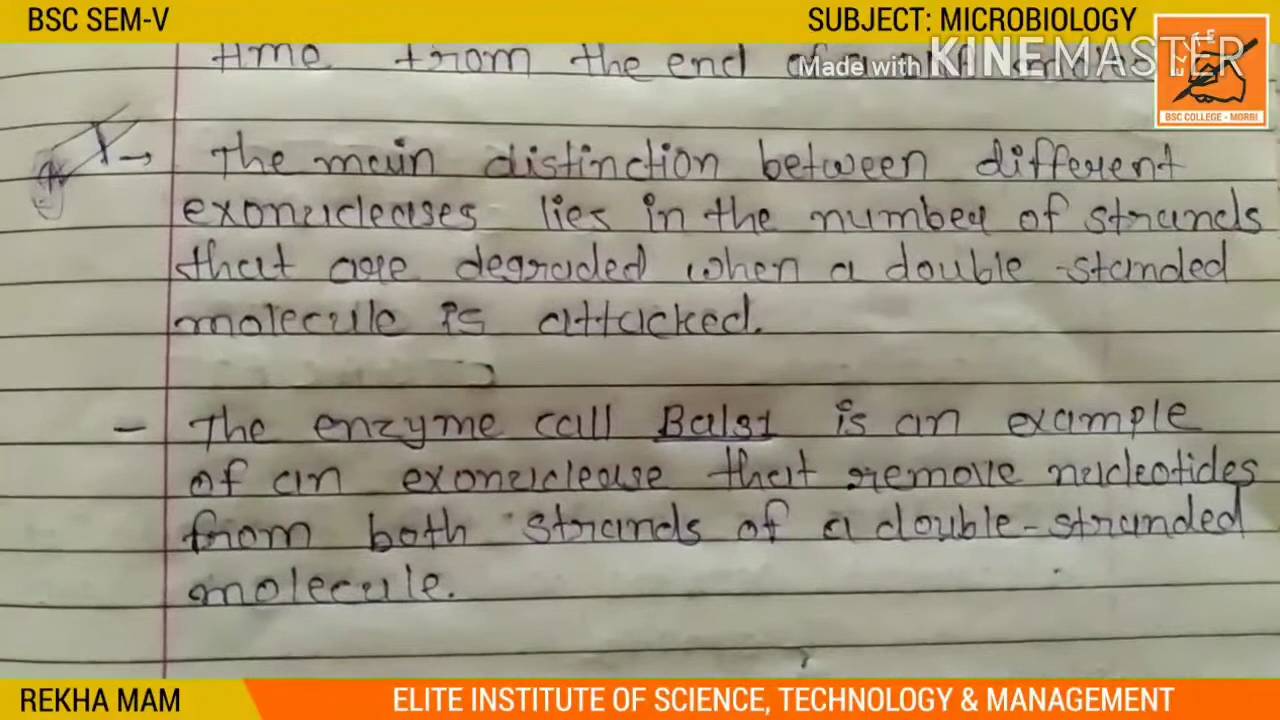 BSC SEM-V
SUBJECT: MICROBIOLOGY
Made with KINEMASTER
ELITE
BSC COLLEGE - MORBI
time from the end of a
The main distinction between different
exonucleases lies in the number of strands
that are degraded when a double-standed
molecule is attacked.
- The enzyme call Bal31 is an example
of an exonuclease that remove nucleotides
from both strands of a double-stranded
molecule.
REKHA MAM
ELITE INSTITUTE OF SCIENCE, TECHNOLOGY & MANAGEMENT